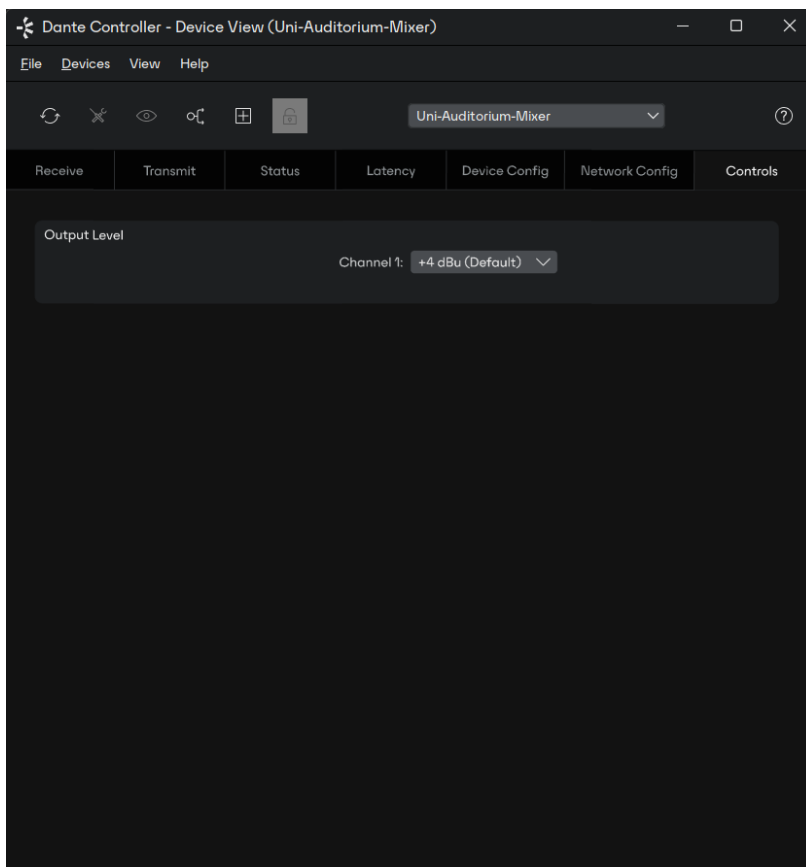 Dante Controller - Device View (Uni-Auditorium-Mixer)
File Devices View Help
Uni-Auditorium-Mixer
Receive Transmit Status Latency Device Config Network Config Controls
Output Level
Channel 1: +4 dBu (Default)